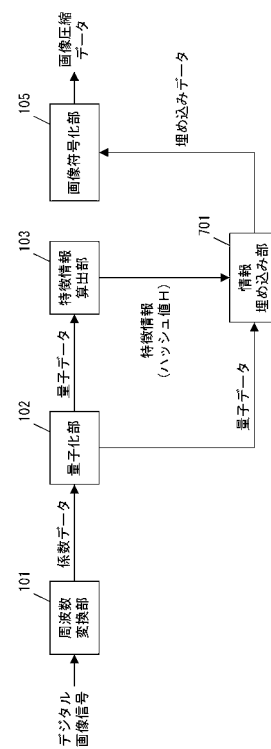 デジタル
画像信号
101
周波数
変換部
係数データ
102
量子化部
量子データ
103
特徴情報
算出部
特徴情報
(ハッシュ値H)
量子データ
701
情報
埋め込み部
埋め込みデータ
105
画像符号化部
画像圧縮
データ